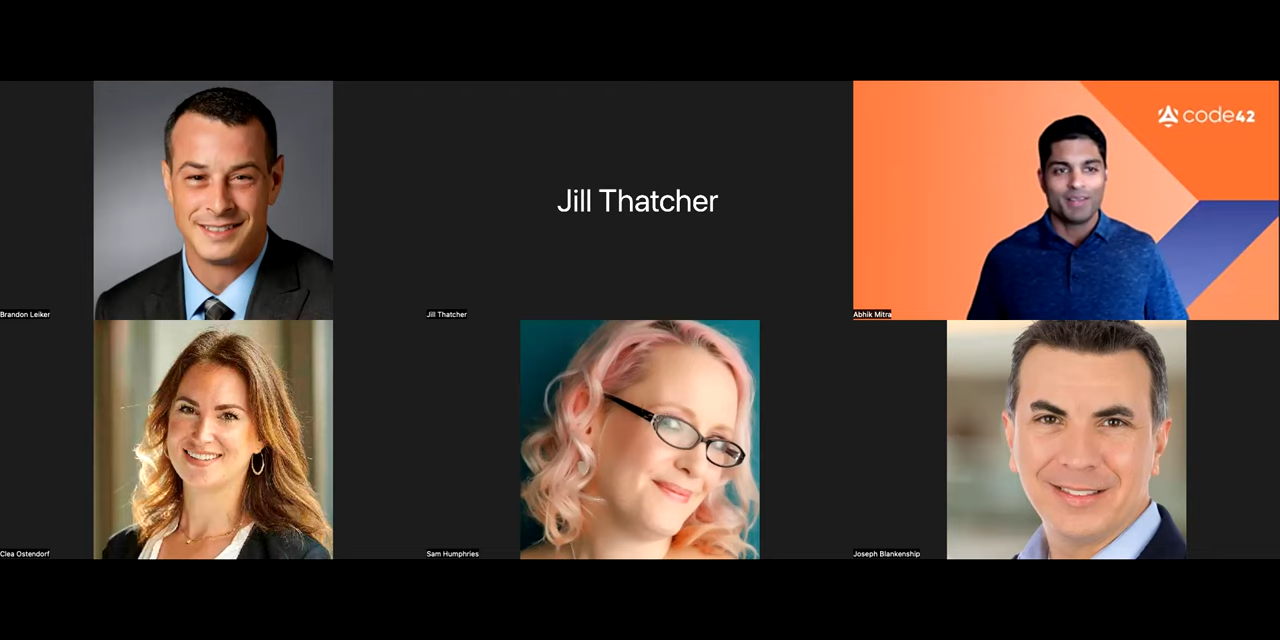 Jill Thatcher
code42
Brandon Leiker
Jill Thatcher
Abhik Mitra
Clea Ostendorf
Sam Humphries
Joseph Blankenship